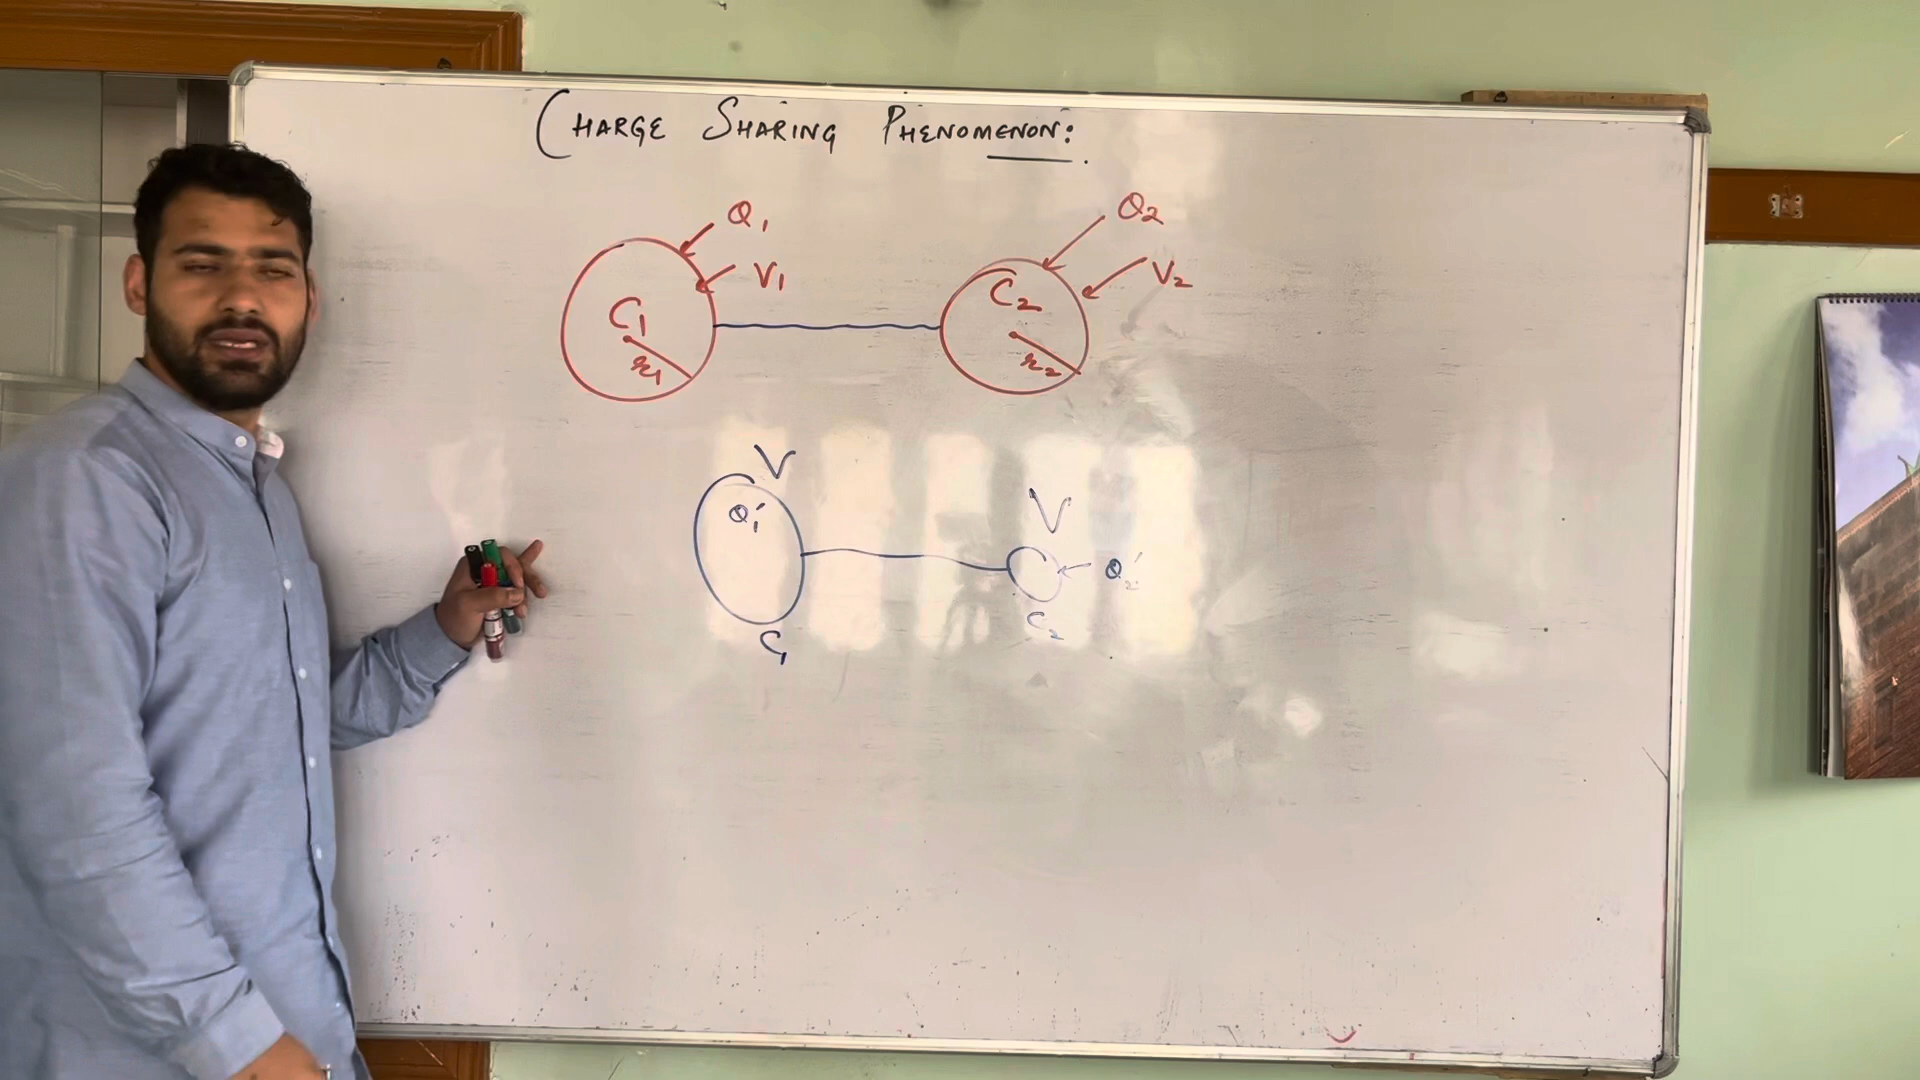 CHARGE SHARING PHENOMENON:
Q1 Q2
V1 V2
C1 C2
r1 r2
V V
Q1' Q2'
C1 C2